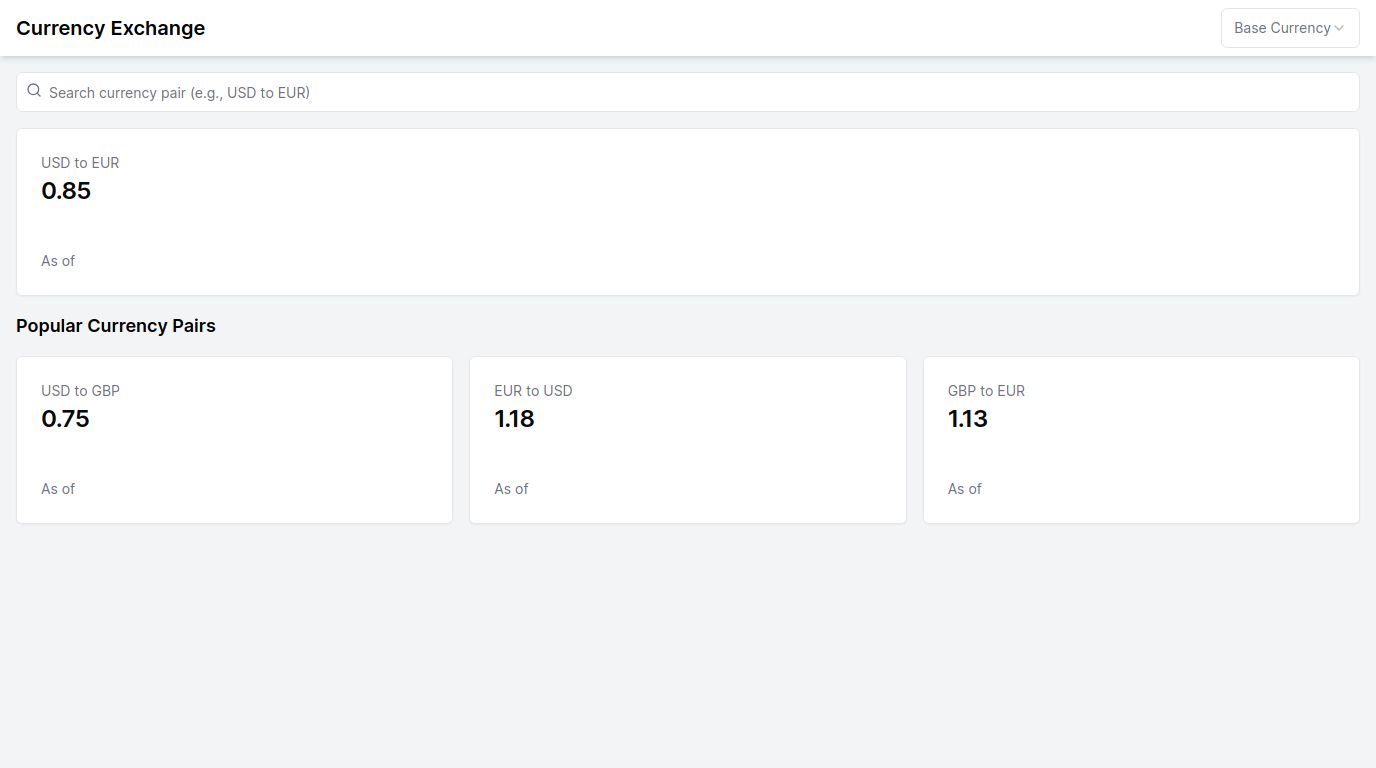 Currency Exchange
Base Currency
Search currency pair (e.g., USD to EUR)
USD to EUR
0.85
As of
Popular Currency Pairs
USD to GBP
0.75
As of
EUR to USD
1.18
As of
GBP to EUR
1.13
As of